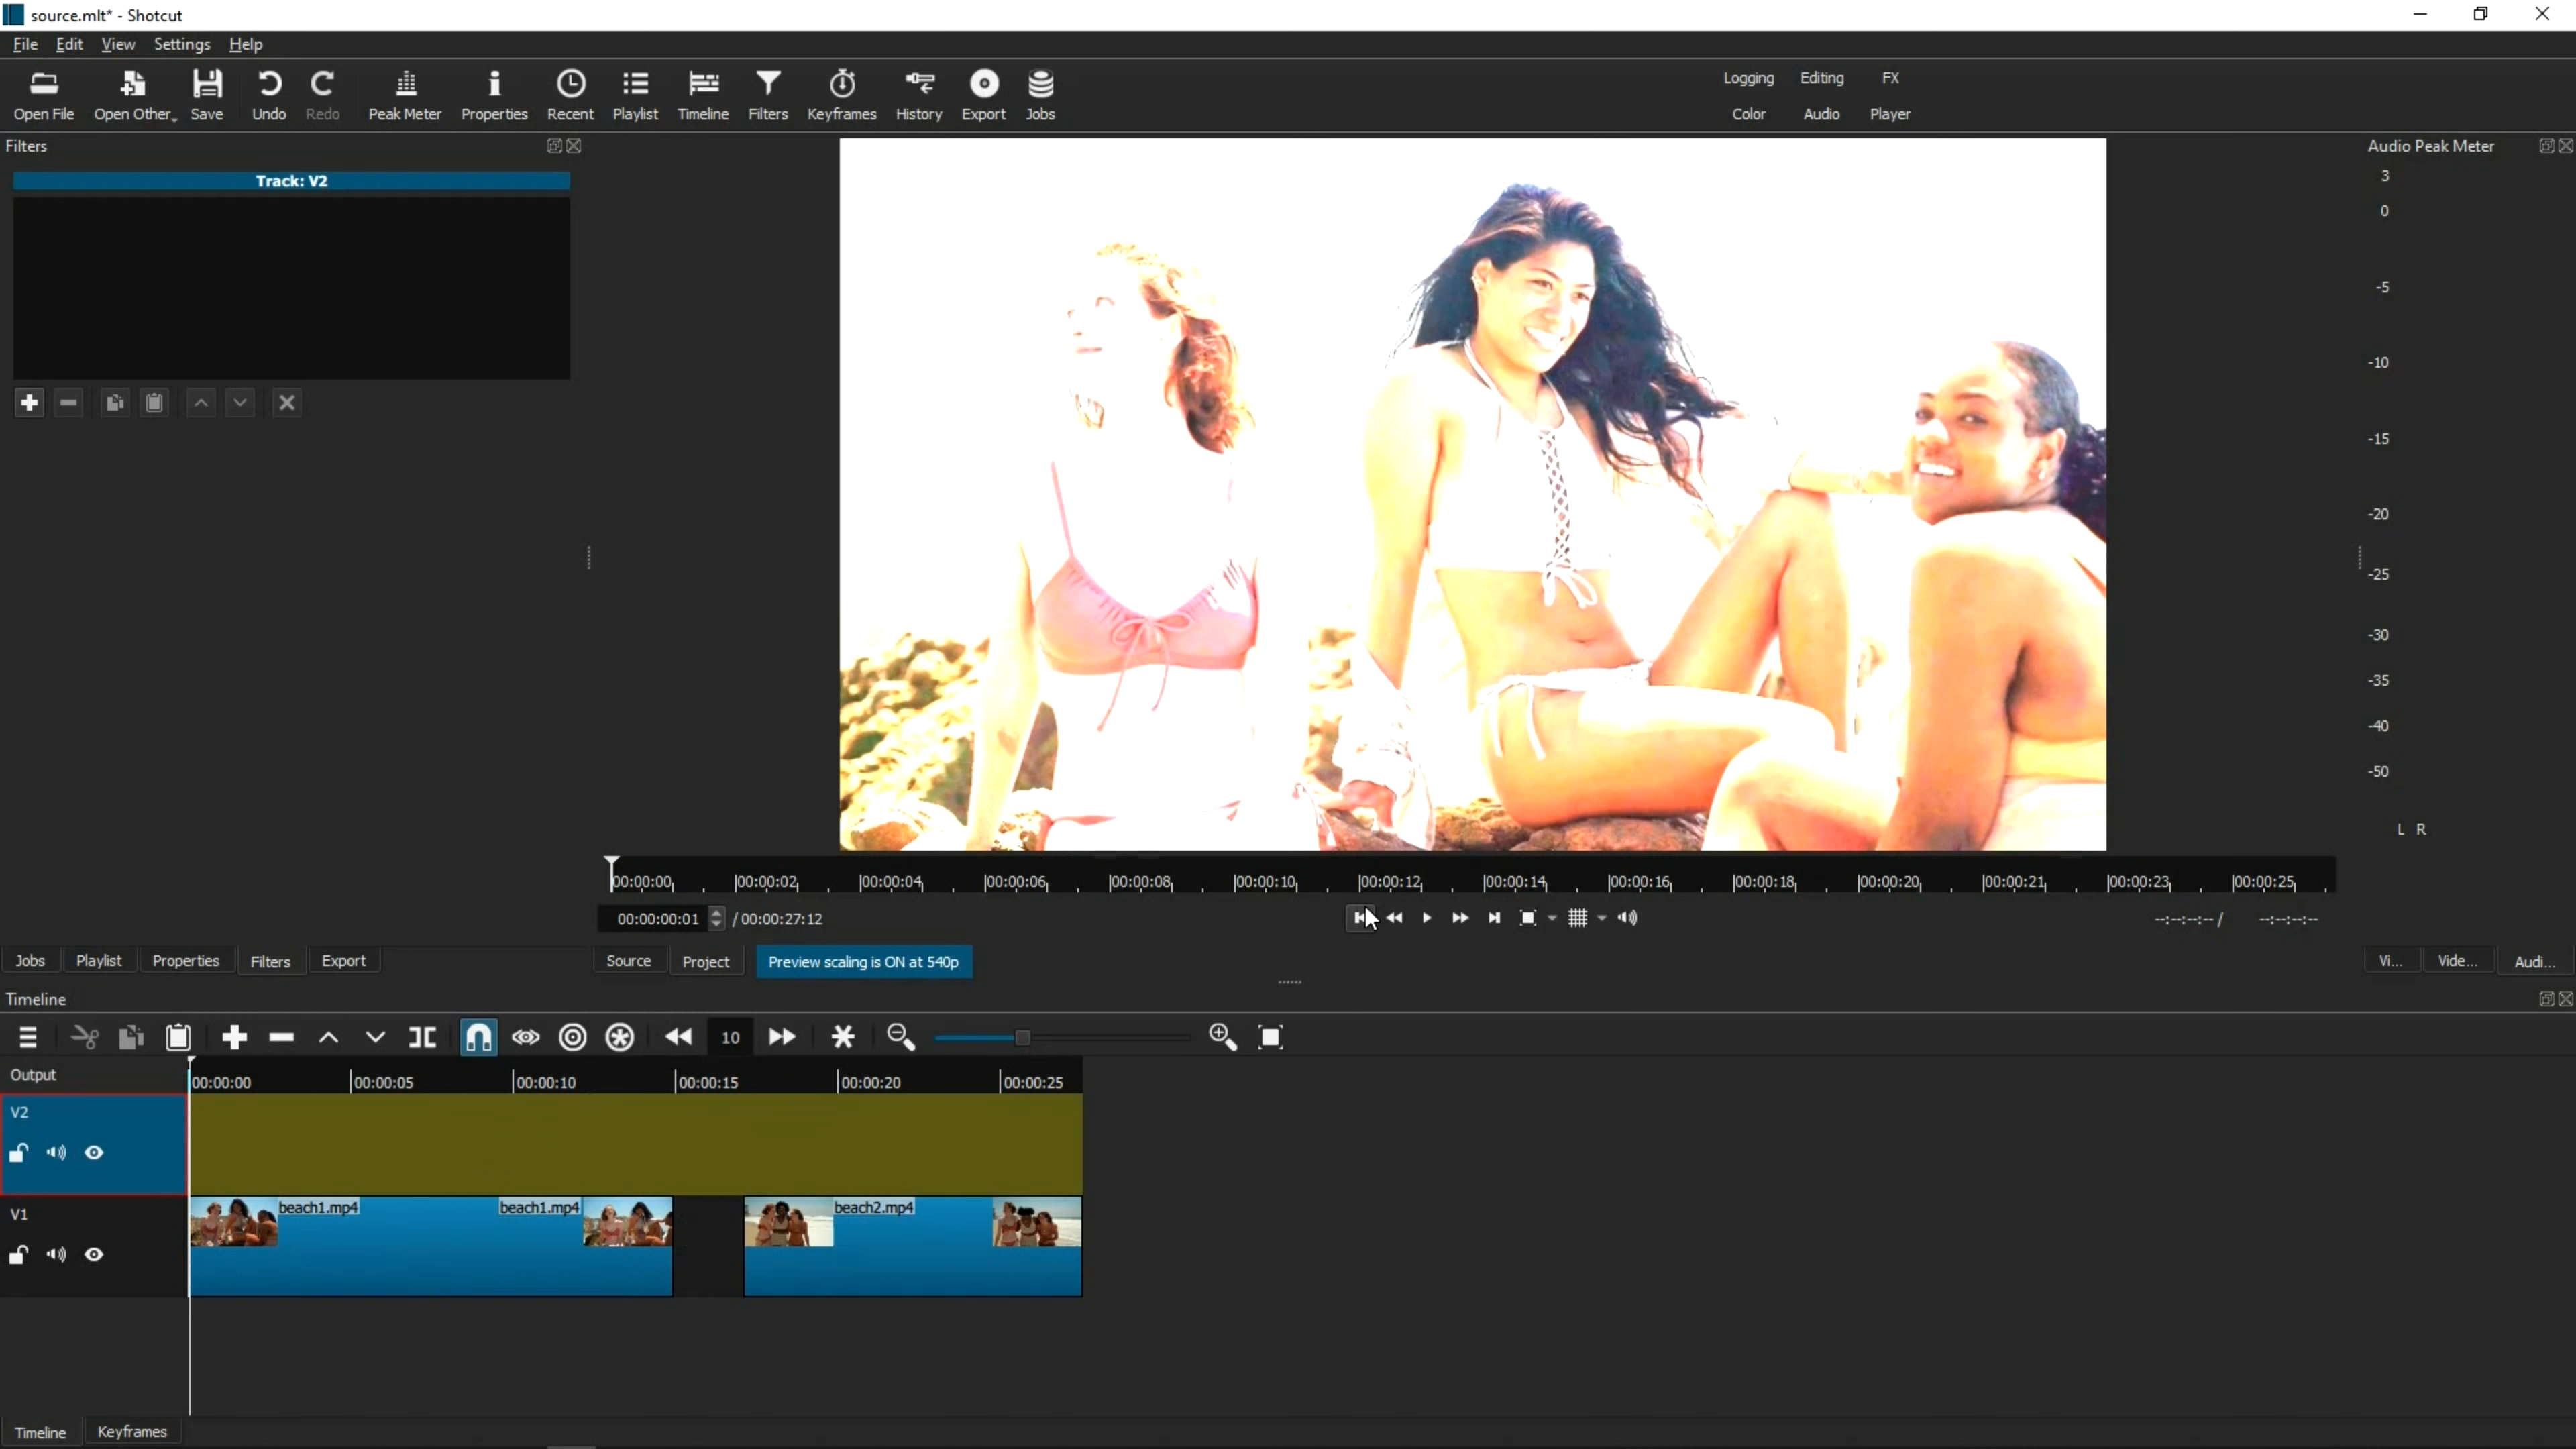 source.mlt* - Shotcut
File Edit View Settings Help
Open File Open Other Save Undo Redo Peak Meter Properties Recent Playlist Timeline Filters Keyframes History Export Jobs
Logging Editing FX
Color Audio Player
Filters
Track: V2
Audio Peak Meter
3
0
-5
-10
-15
-20
-25
-30
-35
-40
-50
L R
00:00:00 00:00:02 00:00:04 00:00:06 00:00:08 00:00:10 00:00:12 00:00:14 00:00:16 00:00:18 00:00:20 00:00:21 00:00:23 00:00:25
00:00:00:01 / 00:00:27:12
--:--:--:-- / --:--:--:--
Jobs Playlist Properties Filters Export
Source Project Preview scaling is ON at 540p
Vi... Vide... Audi...
Timeline
10
Output
00:00:00 00:00:05 00:00:10 00:00:15 00:00:20 00:00:25
V2
V1
beach1.mp4 beach1.mp4 beach2.mp4
Timeline Keyframes